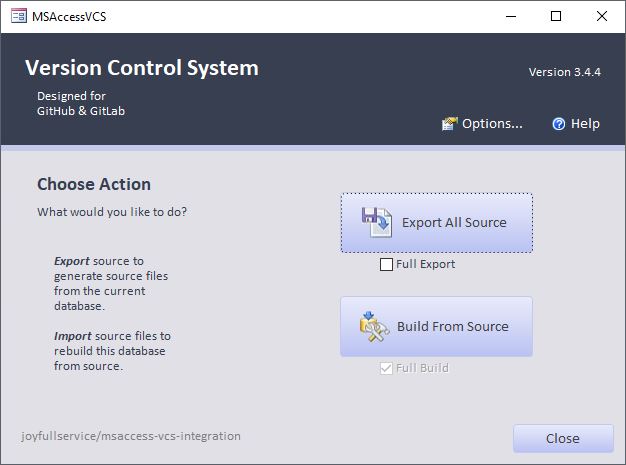 MSAccessVCS
Version Control System
Version 3.4.4
Designed for
GitHub & GitLab
Options...
Help
Choose Action
What would you like to do?
Export All Source
Full Export
Export source to
generate source files
from the current
database.
Build From Source
Full Build
Import source files to
rebuild this database
from source.
joyfullservice/msaccess-vcs-integration
Close